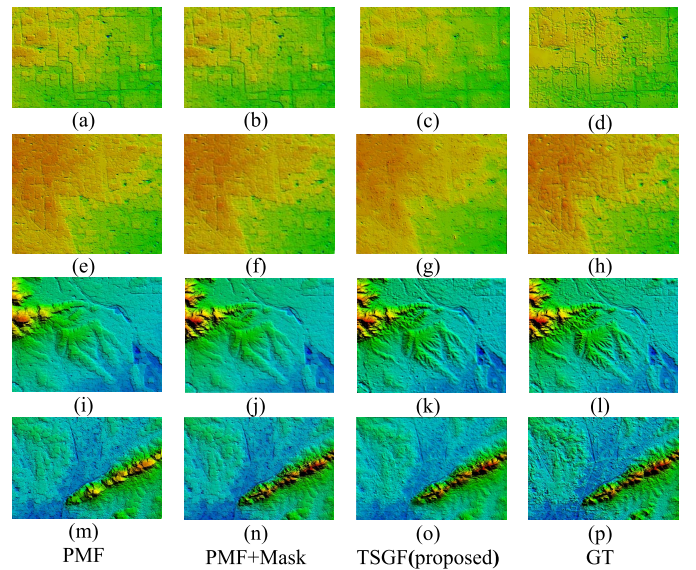 (a) (b) (c) (d)
(e) (f) (g) (h)
(i) (j) (k) (l)
(m) (n) (o) (p)
PMF PMF+Mask TSGF(proposed) GT